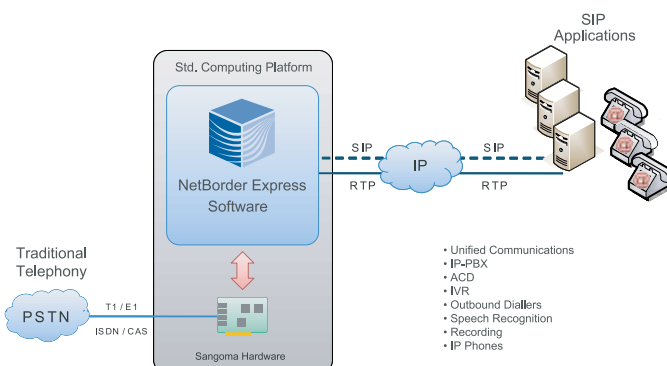 SIP
Applications
Std. Computing Platform
NetBorder Express
Software
SIP
RTP
IP
SIP
RTP
Traditional
Telephony
PSTN
T1 / E1
ISDN / CAS
Sangoma Hardware
• Unified Communications
• IP-PBX
• ACD
• IVR
• Outbound Diallers
• Speech Recognition
• Recording
• IP Phones